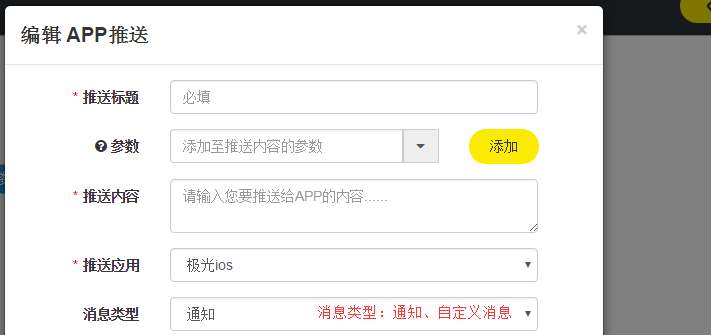 编辑 APP推送 ×
* 推送标题 必填
参数 添加至推送内容的参数 添加
* 推送内容 请输入您要推送给APP的内容......
* 推送应用 极光ios
消息类型 通知 消息类型：通知、自定义消息